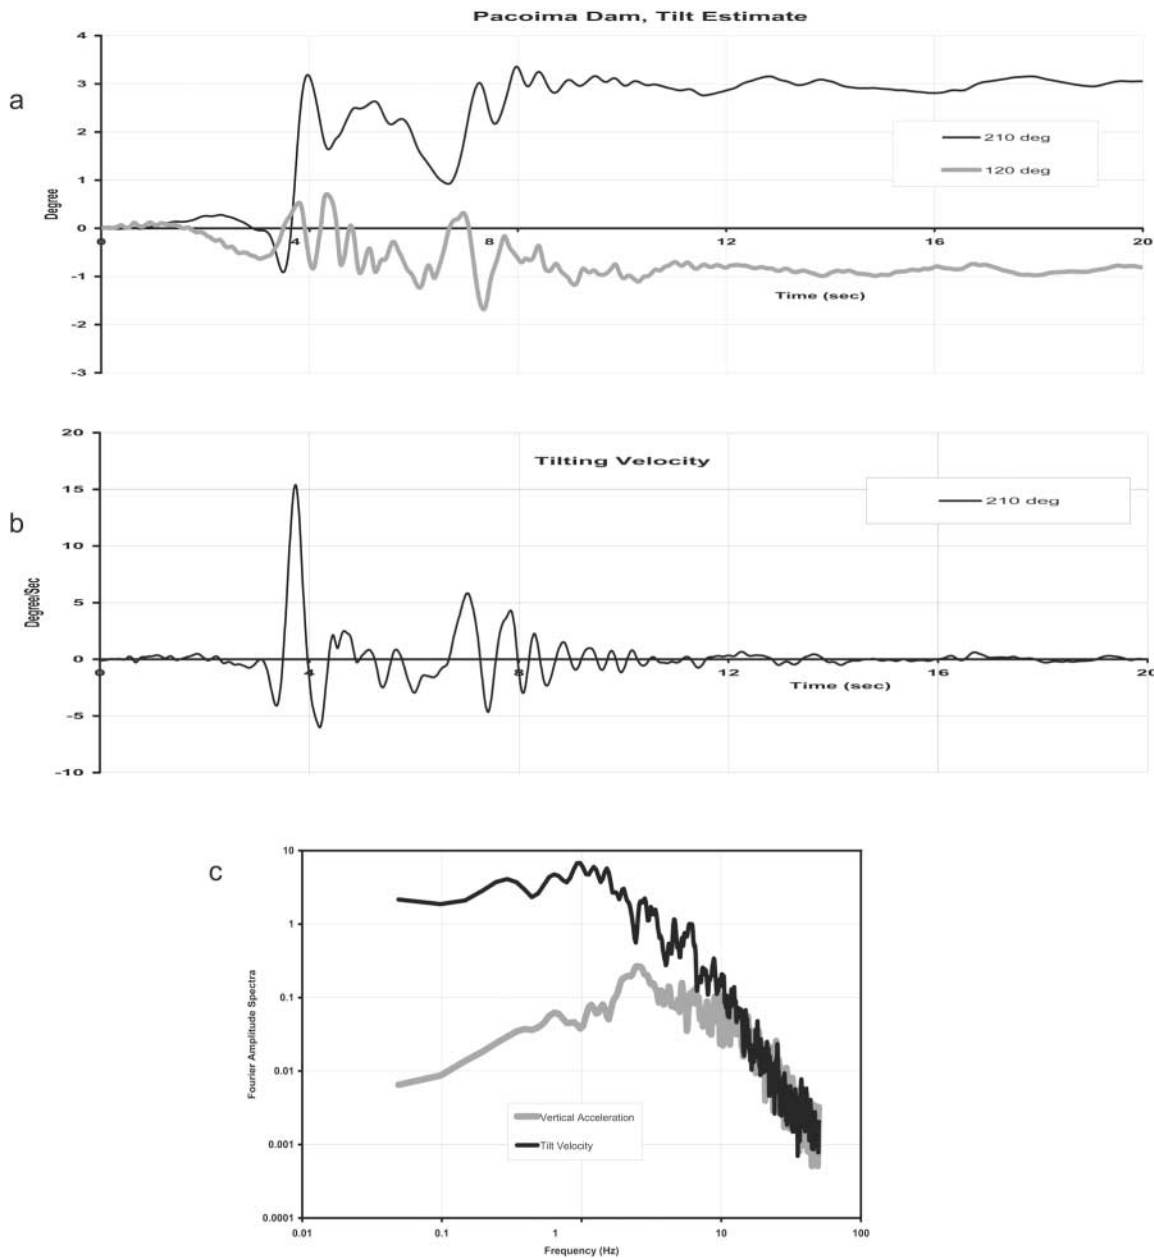 Pacoima Dam, Tilt Estimate
a
4
3
2
1
0
-1
-2
-3
Degree
0
4
8
12
16
20
Time (sec)
210 deg
120 deg
b
Tilting Velocity
20
15
10
5
0
-5
-10
Degree/Sec
0
4
8
12
16
20
Time (sec)
210 deg
c
10
1
0.1
0.01
0.001
0.0001
Fourier Amplitude Spectra
Vertical Acceleration
Tilt Velocity
0.01
0.1
1
10
100
Frequency (Hz)